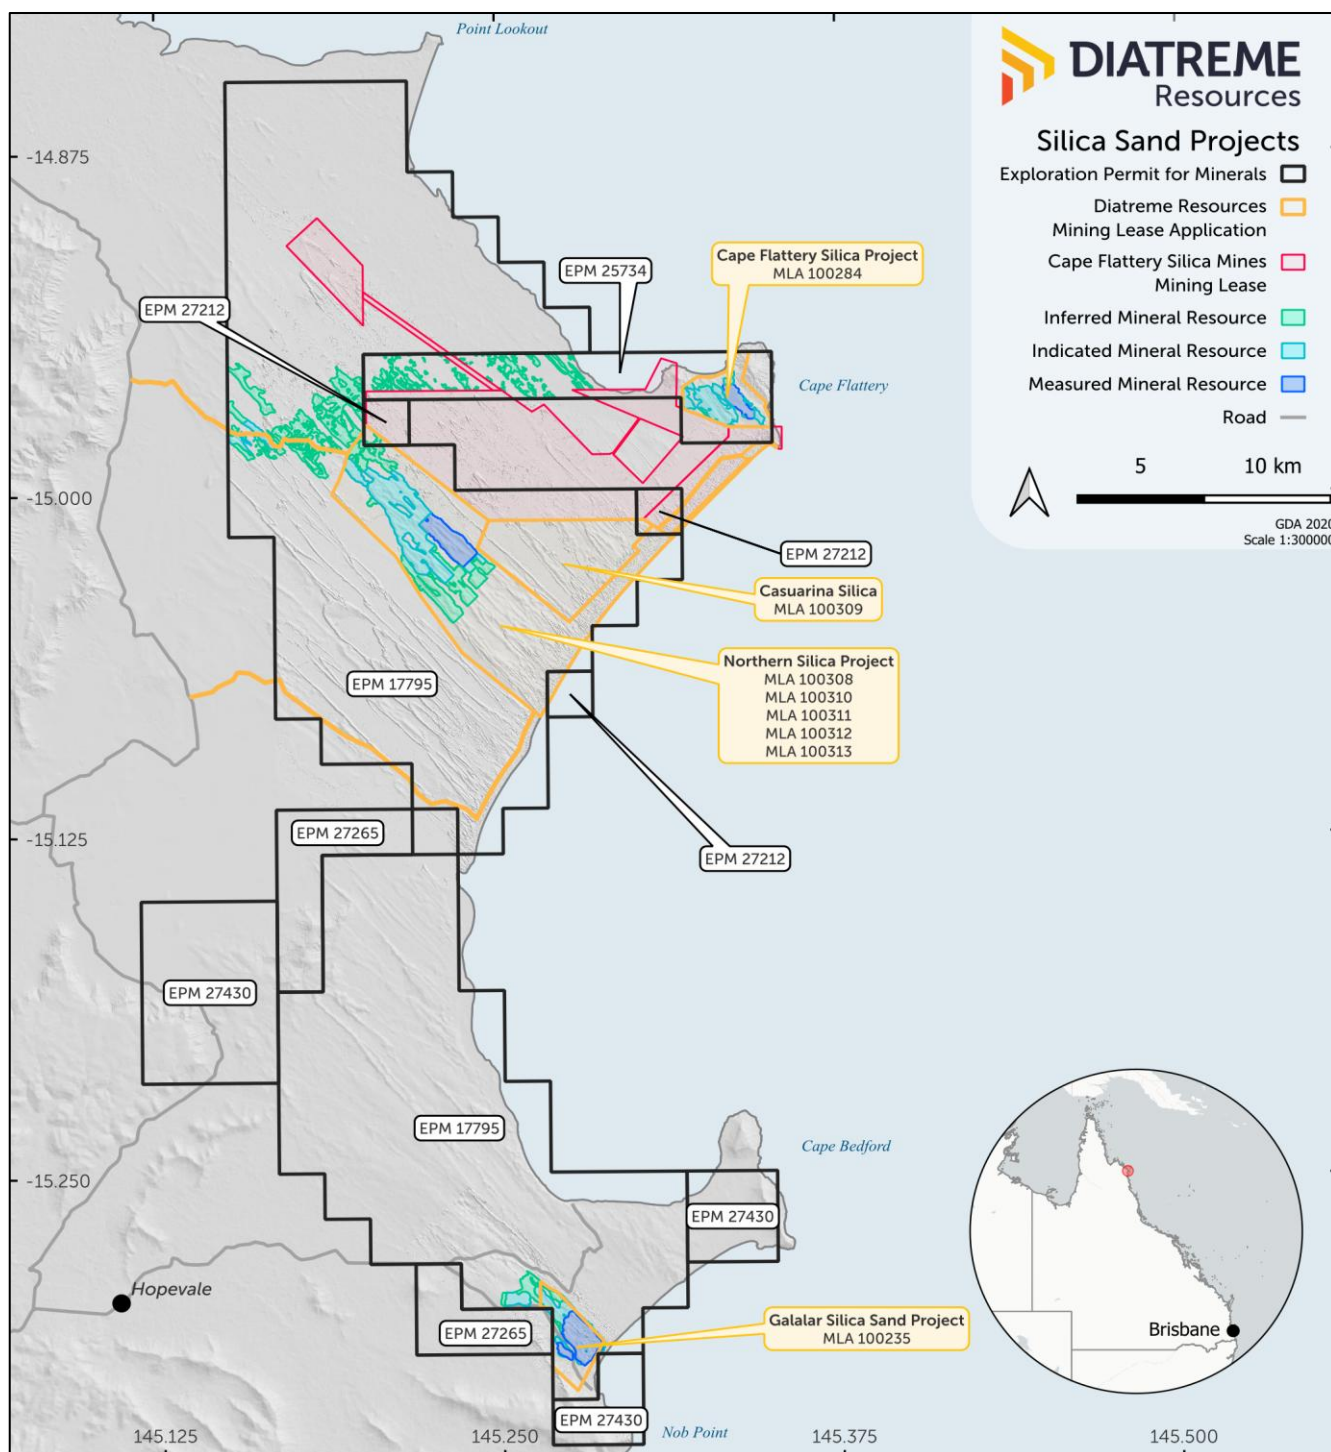 Point Lookout
DIATREME
Resources
Silica Sand Projects
Exploration Permit for Minerals
Diatreme Resources
Mining Lease Application
Cape Flattery Silica Mines
Mining Lease
Inferred Mineral Resource
Indicated Mineral Resource
Measured Mineral Resource
Road
5 10 km
GDA 2020
Scale 1:300000
-14.875
Cape Flattery Silica Project
MLA 100284
EPM 25734
EPM 27212
Cape Flattery
-15.000
EPM 27212
Casuarina Silica
MLA 100309
Northern Silica Project
MLA 100308
MLA 100310
MLA 100311
MLA 100312
MLA 100313
EPM 17795
-15.125
EPM 27265
EPM 27212
EPM 27430
EPM 17795
Cape Bedford
-15.250
EPM 27430
Hopevale
EPM 27265
Galalar Silica Sand Project
MLA 100235
Brisbane
EPM 27430
Nob Point
145.125 145.250 145.375 145.500